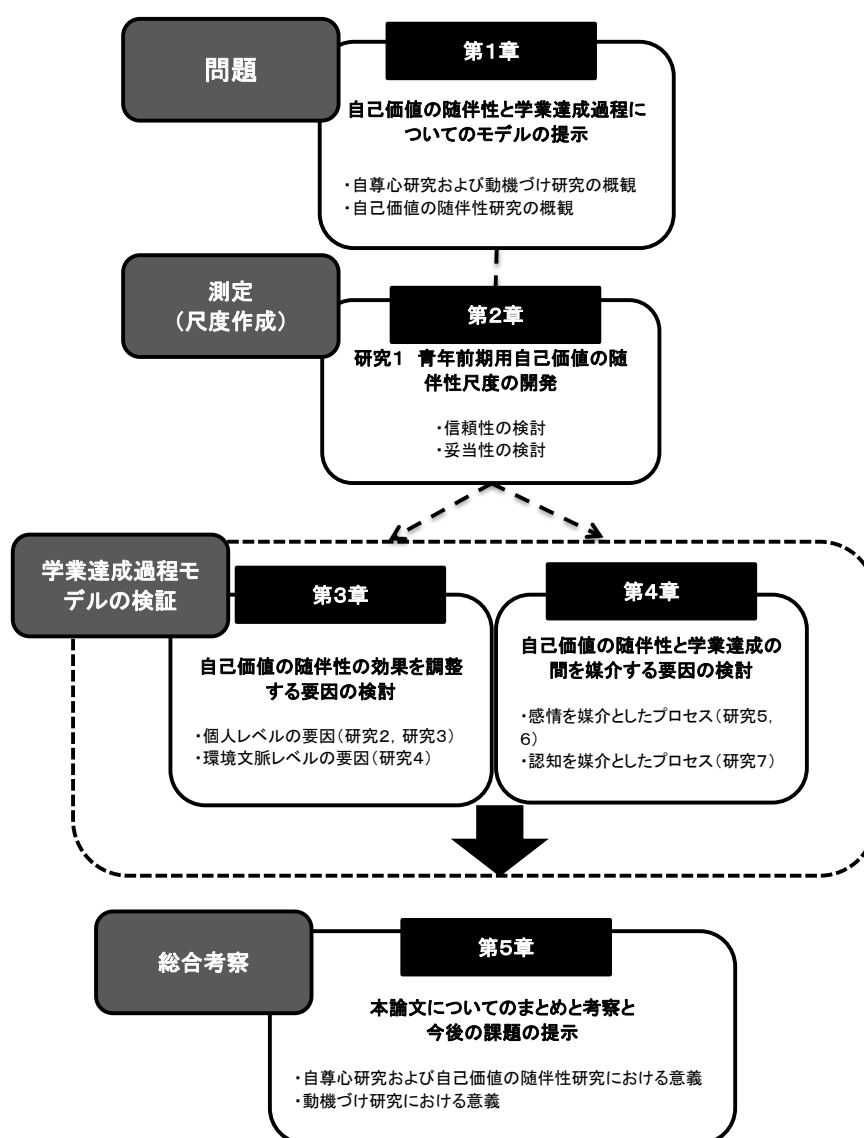 問題
第1章
自己価値の随伴性と学業達成過程に
ついてのモデルの提示
・自尊心研究および動機づけ研究の概観
・自己価値の随伴性研究の概観
測定
(尺度作成)
第2章
研究1 青年前期用自己価値の随
伴性尺度の開発
・信頼性の検討
・妥当性の検討
学業達成過程モ
デルの検証
第3章
自己価値の随伴性の効果を調整
する要因の検討
・個人レベルの要因(研究2, 研究3)
・環境文脈レベルの要因(研究4)
第4章
自己価値の随伴性と学業達成の
間を媒介する要因の検討
・感情を媒介としたプロセス(研究5,
6)
・認知を媒介としたプロセス(研究7)
総合考察
第5章
本論文についてのまとめと考察と
今後の課題の提示
・自尊心研究および自己価値の随伴性研究における意義
・動機づけ研究における意義